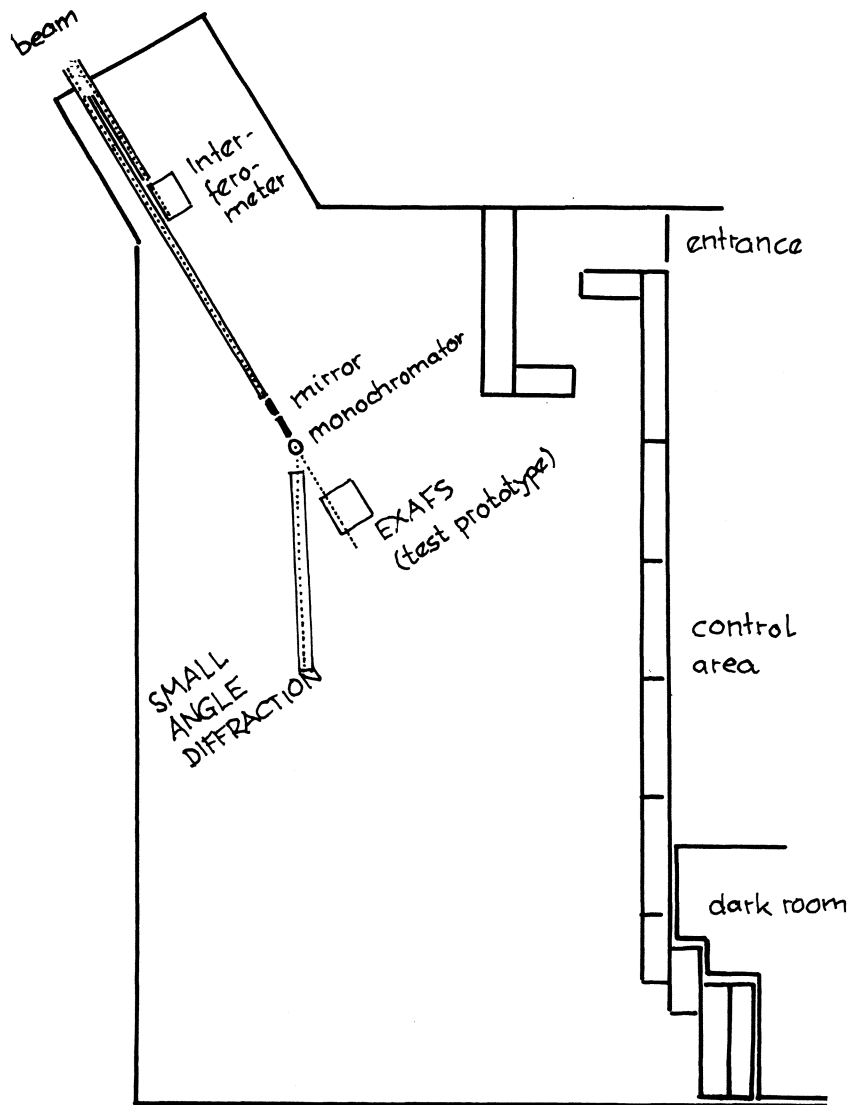 beam
Inter-
fero-
meter
entrance
mirror
monochromator
EXAFS
(test prototype)
control
area
SMALL
ANGLE
DIFFRACTION
dark room